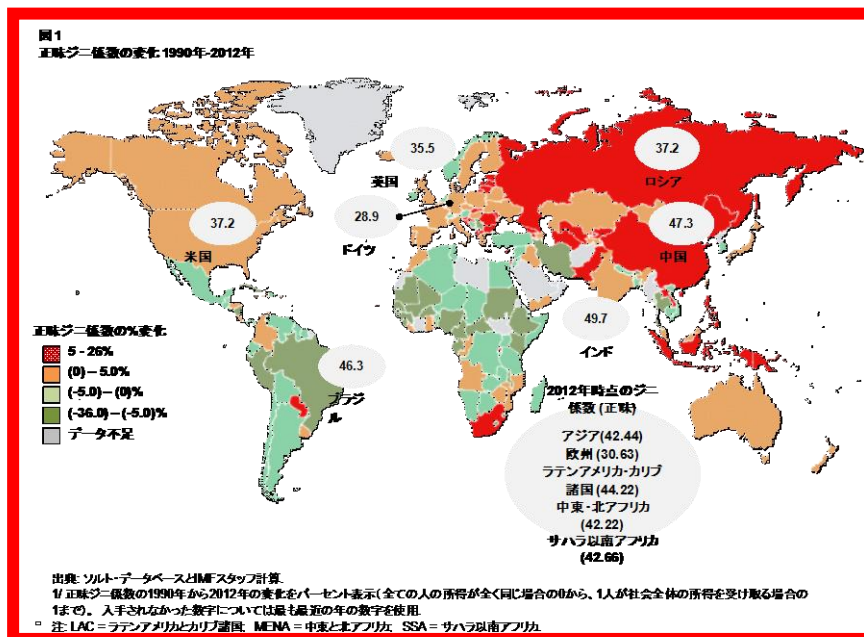 図1
正味ジニ係数の変化 1990年-2012年
35.5
英国
37.2
ロシア
28.9
ドイツ
37.2
米国
47.3
中国
49.7
インド
46.3
ブラジ
ル
正味ジニ係数の%変化
5 - 26%
(0) – 5.0%
(-5.0) – (0)%
(-36.0) – (-5.0)%
データ不足
2012年時点のジニ
係数 (正味)
アジア(42.44)
欧州 (30.63)
ラテンアメリカ・カリブ
諸国 (44.22)
中東・北アフリカ
(42.22)
サハラ以南アフリカ
(42.66)
出典: ソルト・データベースとIMFスタッフ計算.
1/ 正味ジニ係数の1990年から2012年の変化をパーセント表示(全ての人の所得が全く同じ場合の0から、1人が社会全体の所得を受け取る場合の
1まで)。 入手されなかった数字については最も最近の年の数字を使用.
注: LAC = ラテンアメリカとカリブ諸国; MENA = 中東と北アフリカ; SSA = サハラ以南アフリカ.